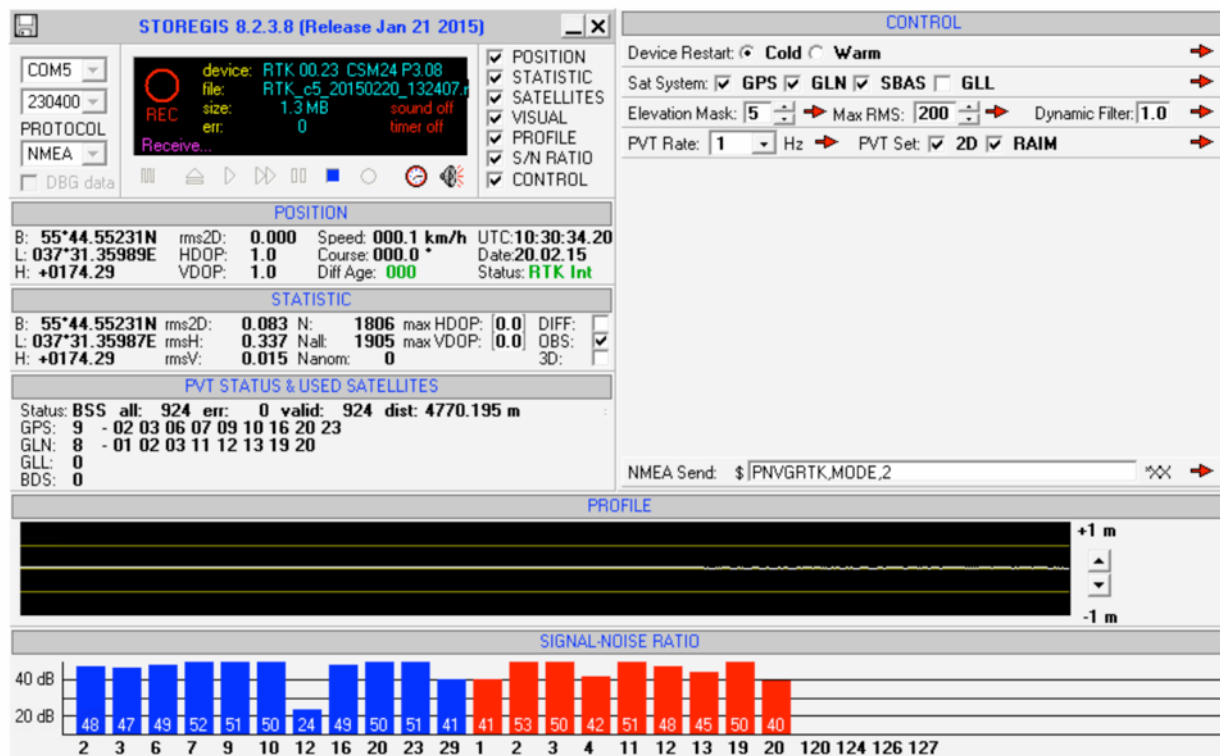 STOREGIS 8.2.3.8 (Release Jan 21 2015)
COM5
230400
PROTOCOL
NMEA
DBG data
REC
device: RTK 00.23 CSM24 P3.08
file: RTK_c5_20150220_132407.r
size: 1.3 MB sound off
err: 0 timer off
Receive...
POSITION
STATISTIC
SATELLITES
VISUAL
PROFILE
S/N RATIO
CONTROL
POSITION
B: 55*44.55231N rms2D: 0.000 Speed: 000.1 km/h UTC:10:30:34.20
L: 037*31.35989E HDOP: 1.0 Course: 000.0 * Date:20.02.15
H: +0174.29 VDOP: 1.0 Diff Age: 000 Status: RTK Int
STATISTIC
B: 55*44.55231N rms2D: 0.083 N: 1806 max HDOP: [0.0] DIFF:
L: 037*31.35987E rmsH: 0.337 Nall: 1905 max VDOP: [0.0] OBS:
H: +0174.29 rmsV: 0.015 Nanom: 0 3D:
PVT STATUS & USED SATELLITES
Status: BSS all: 924 err: 0 valid: 924 dist: 4770.195 m
GPS: 9 - 02 03 06 07 09 10 16 20 23
GLN: 8 - 01 02 03 11 12 13 19 20
GLL: 0
BDS: 0
CONTROL
Device Restart: Cold Warm
Sat System: GPS GLN SBAS GLL
Elevation Mask: 5 Max RMS: 200 Dynamic Filter: 1.0
PVT Rate: 1 Hz PVT Set: 2D RAIM
NMEA Send: $ PNVGRTK,MODE,2 *XX
PROFILE
+1 m
-1 m
SIGNAL-NOISE RATIO
40 dB
20 dB
48 47 49 52 51 50 24 49 50 51 41 41 53 50 42 51 48 45 50 40
2 3 6 7 9 10 12 16 20 23 29 1 2 3 4 11 12 13 19 20 120 124 126 127